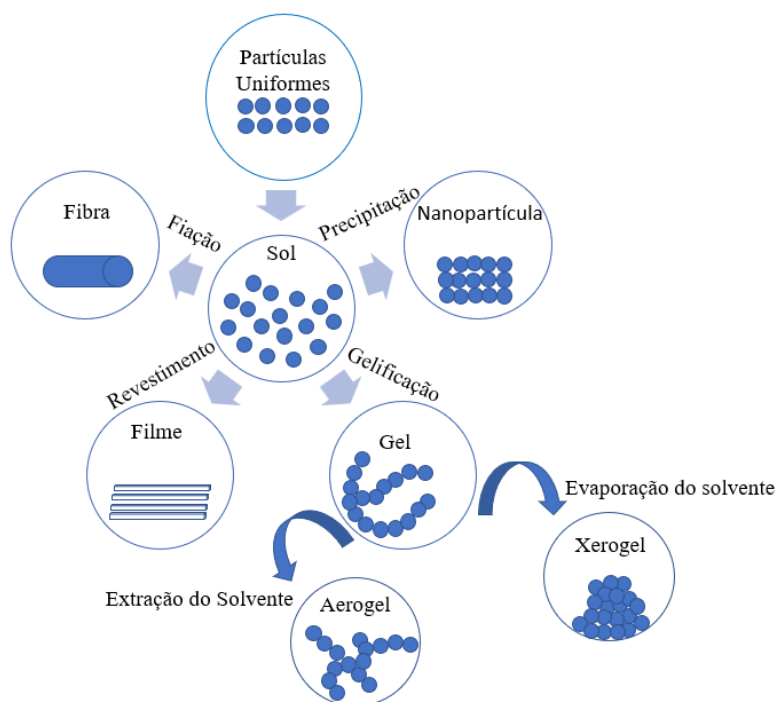 Partículas
Uniformes
Fibra
Fiação
Sol
Precipitação
Nanopartícula
Revestimento
Gelificação
Filme
Gel
Evaporação do solvente
Xerogel
Extração do Solvente
Aerogel